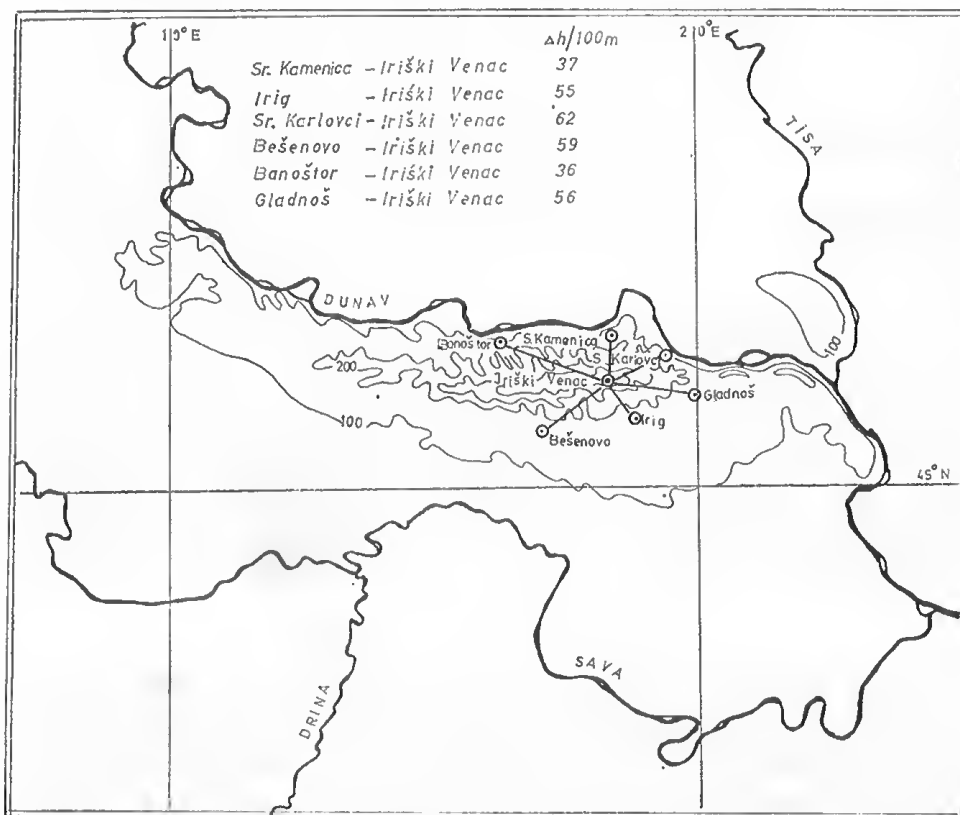 19°E
20°E
Δh/100m
Sr. Kamenica - Iriški Venac 37
Irig - Iriški Venac 55
Sr. Karlovci - Iriški Venac 62
Bešenovo - Iriški Venac 59
Banoštor - Iriški Venac 36
Gladnoš - Iriški Venac 56
TISA
DUNAV
100
Banoštor
S. Kamenica
S. Karlovci
200
Iriški Venac
Gladnoš
100
Irig
Bešenovo
45°N
SAVA
DRINA